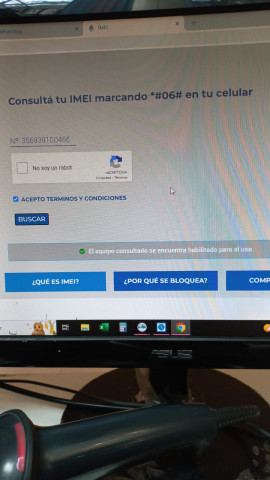 IMEI
Consultá tu IMEI marcando *#06# en tu celular
Nº
No soy un robot
reCAPTCHA
Privacidad - Términos
ACEPTO TERMINOS Y CONDICIONES
BUSCAR
El equipo consultado se encuentra habilitado para el uso.
¿QUÉ ES IMEI?
¿POR QUÉ SE BLOQUEA?
COMP
ASUS